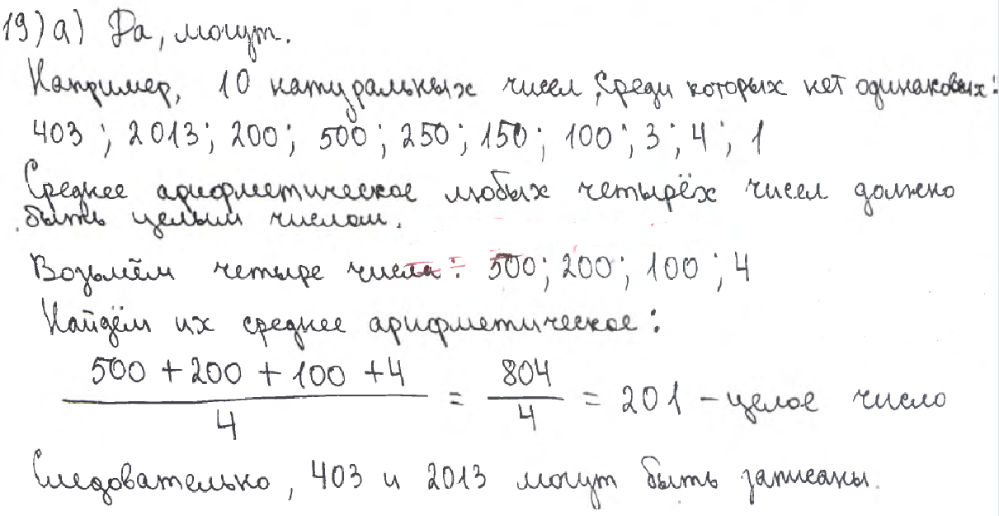 19) а) Да, могут.
Например, 10 натуральных чисел, среди которых нет одинаковых:
403; 2013; 200; 500; 250; 150; 100; 3; 4; 1
Среднее арифметическое любых четырёх чисел должно
быть целым числом.
Возьмём четыре числа: 500; 200; 100; 4
Найдём их среднее арифметическое:
(500 + 200 + 100 + 4) / 4 = 804 / 4 = 201 – целое число
Следовательно, 403 и 2013 могут быть записаны.